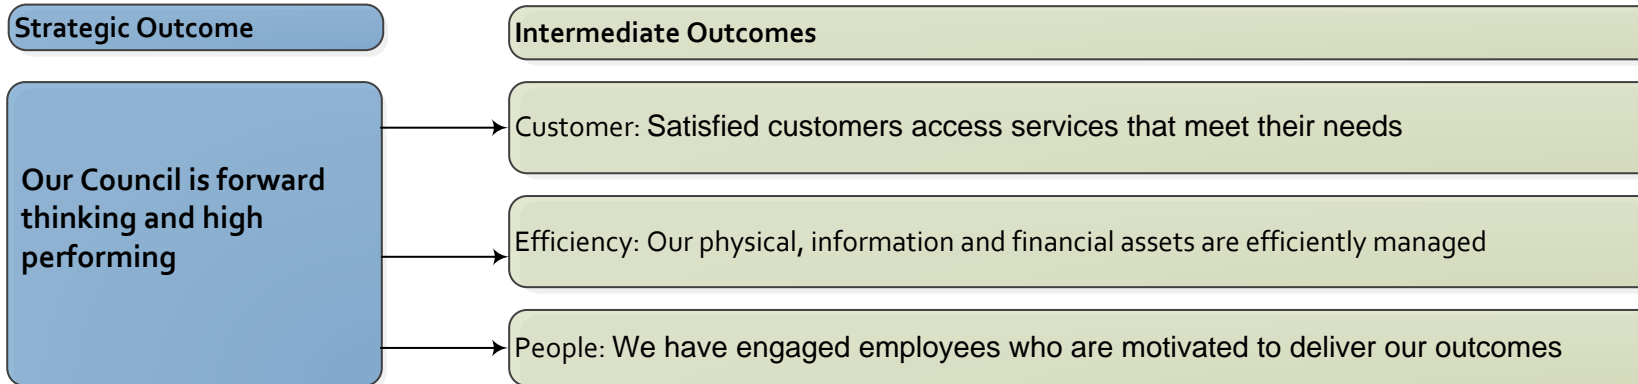 Strategic Outcome
Intermediate Outcomes
Our Council is forward
thinking and high
performing
Customer: Satisfied customers access services that meet their needs
Efficiency: Our physical, information and financial assets are efficiently managed
People: We have engaged employees who are motivated to deliver our outcomes